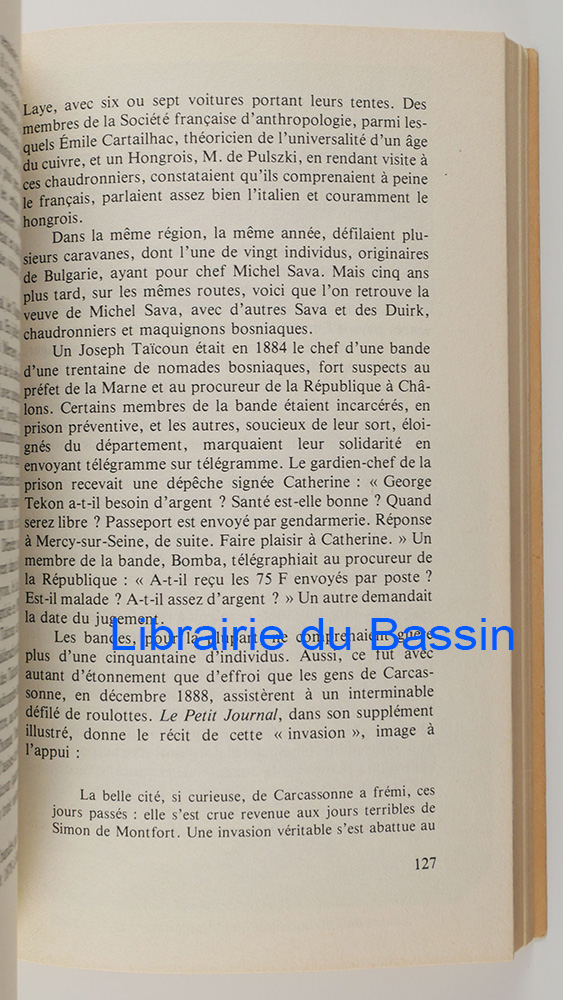 Laye, avec six ou sept voitures portant leurs tentes. Des
membres de la Société française d'anthropologie, parmi les-
quels Émile Cartailhac, théoricien de l'universalité d'un âge
du cuivre, et un Hongrois, M. de Pulszki, en rendant visite à
ces chaudronniers, constataient qu'ils comprenaient à peine
le français, parlaient assez bien l'italien et couramment le
hongrois.
Dans la même région, la même année, défilaient plu-
sieurs caravanes, dont l'une de vingt individus, originaires
de Bulgarie, ayant pour chef Michel Sava. Mais cinq ans
plus tard, sur les mêmes routes, voici que l'on retrouve la
veuve de Michel Sava, avec d'autres Sava et des Duirk,
chaudronniers et maquignons bosniaques.
Un Joseph Taïcoun était en 1884 le chef d'une bande
d'une trentaine de nomades bosniaques, fort suspects au
préfet de la Marne et au procureur de la République à Châ-
lons. Certains membres de la bande étaient incarcérés, en
prison préventive, et les autres, soucieux de leur sort, éloi-
gnés du département, marquaient leur solidarité en
envoyant télégramme sur télégramme. Le gardien-chef de la
prison recevait une dépêche signée Catherine : « George
Tekon a-t-il besoin d'argent ? Santé est-elle bonne ? Quand
serez libre ? Passeport est envoyé par gendarmerie. Réponse
à Mercy-sur-Seine, de suite. Faire plaisir à Catherine. » Un
membre de la bande, Bomba, télégraphiait au procureur de
la République : « A-t-il reçu les 75 F envoyés par poste ?
Est-il malade ? A-t-il assez d'argent ? » Un autre demandait
la date du jugement.
Librairie du Bassin
Les bandes, pour la plupart ne comprenaient guère
plus d'une cinquantaine d'individus. Aussi, ce fut avec
autant d'étonnement que d'effroi que les gens de Carcas-
sonne, en décembre 1888, assistèrent à un interminable
défilé de roulottes. Le Petit Journal, dans son supplément
illustré, donne le récit de cette « invasion », image à
l'appui :
La belle cité, si curieuse, de Carcassonne a frémi, ces
jours passés : elle s'est crue revenue aux jours terribles de
Simon de Montfort. Une invasion véritable s'est abattue au
127